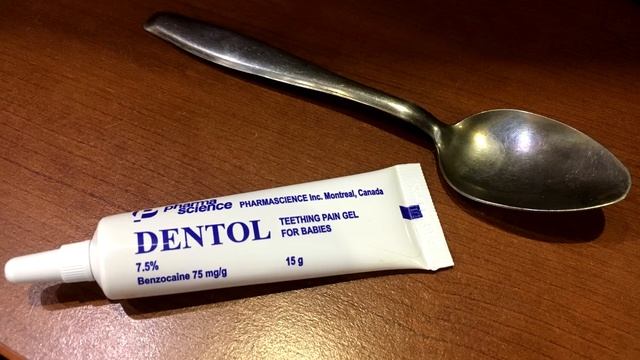 pharma
science PHARMASCIENCE Inc. Montreal, Canada
DENTOL TEETHING PAIN GEL
FOR BABIES
7.5% 15 g
Benzocaine 75 mg/g